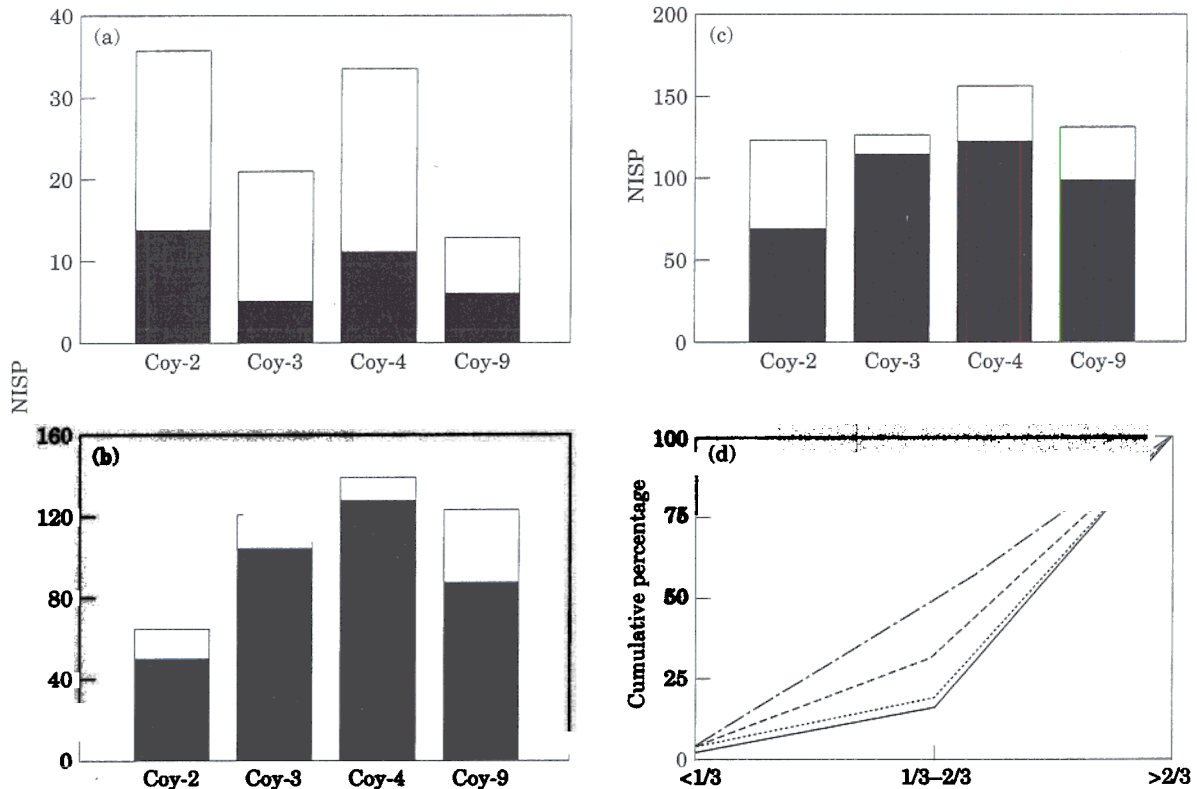 (a)
40
30
20
10
0
Coy-2 Coy-3 Coy-4 Coy-9
NISP
(c)
200
150
100
50
0
NISP
Coy-2 Coy-3 Coy-4 Coy-9
(b)
160
120
80
40
0
Coy-2 Coy-3 Coy-4 Coy-9
(d)
100
75
50
25
0
Cumulative percentage
<1/3 1/3–2/3 >2/3